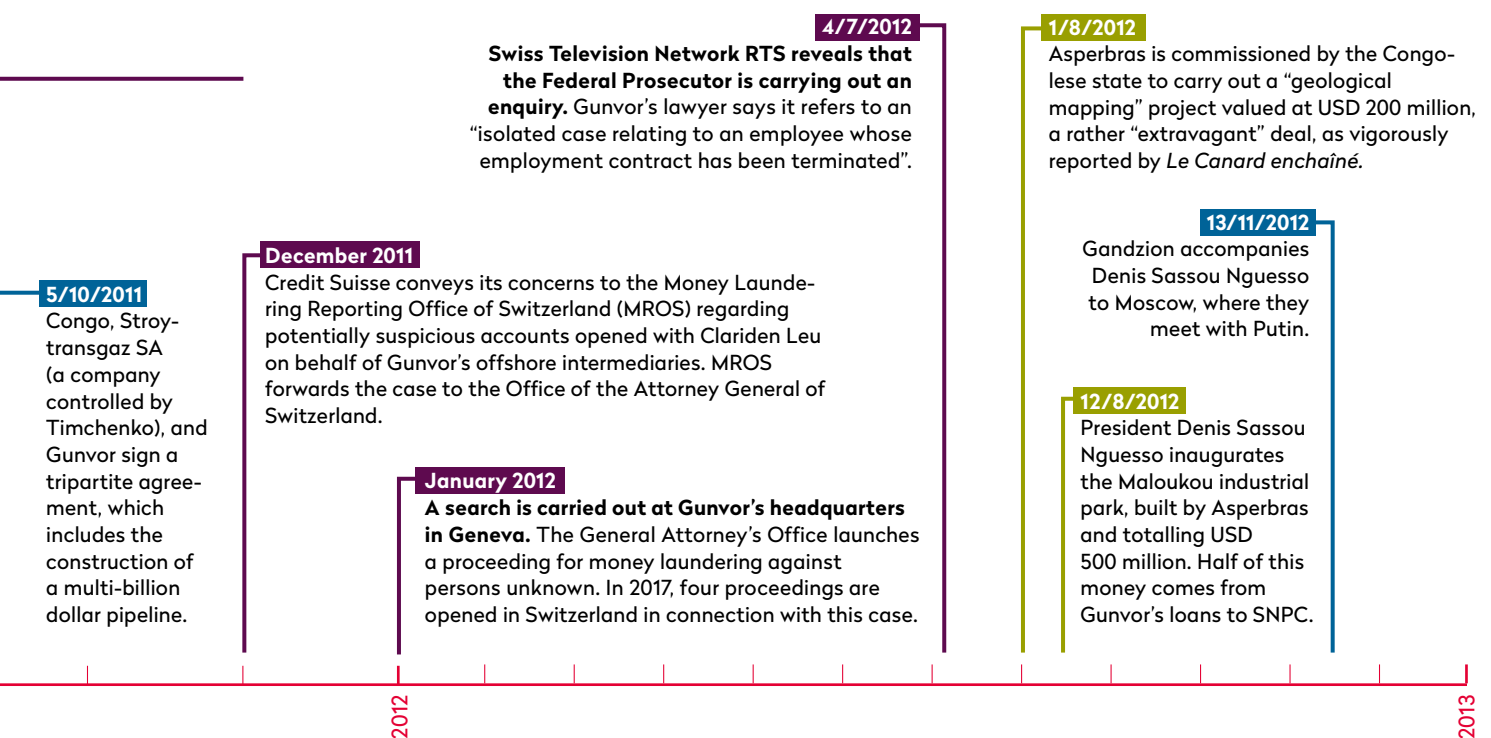 5/10/2011
Congo, Stroy-
transgaz SA
(a company
controlled by
Timchenko), and
Gunvor sign a
tripartite agree-
ment, which
includes the
construction of
a multi-billion
dollar pipeline.
December 2011
Credit Suisse conveys its concerns to the Money Launde-
ring Reporting Office of Switzerland (MROS) regarding
potentially suspicious accounts opened with Clariden Leu
on behalf of Gunvor's offshore intermediaries. MROS
forwards the case to the Office of the Attorney General of
Switzerland.
January 2012
A search is carried out at Gunvor's headquarters
in Geneva. The General Attorney's Office launches
a proceeding for money laundering against
persons unknown. In 2017, four proceedings are
opened in Switzerland in connection with this case.
4/7/2012
Swiss Television Network RTS reveals that
the Federal Prosecutor is carrying out an
enquiry. Gunvor's lawyer says it refers to an
“isolated case relating to an employee whose
employment contract has been terminated”.
1/8/2012
Asperbras is commissioned by the Congo-
lese state to carry out a “geological
mapping” project valued at USD 200 million,
a rather “extravagant” deal, as vigorously
reported by Le Canard enchaîné.
12/8/2012
President Denis Sassou
Nguesso inaugurates
the Maloukou industrial
park, built by Asperbras
and totalling USD
500 million. Half of this
money comes from
Gunvor's loans to SNPC.
13/11/2012
Gandzion accompanies
Denis Sassou Nguesso
to Moscow, where they
meet with Putin.
2012
2013